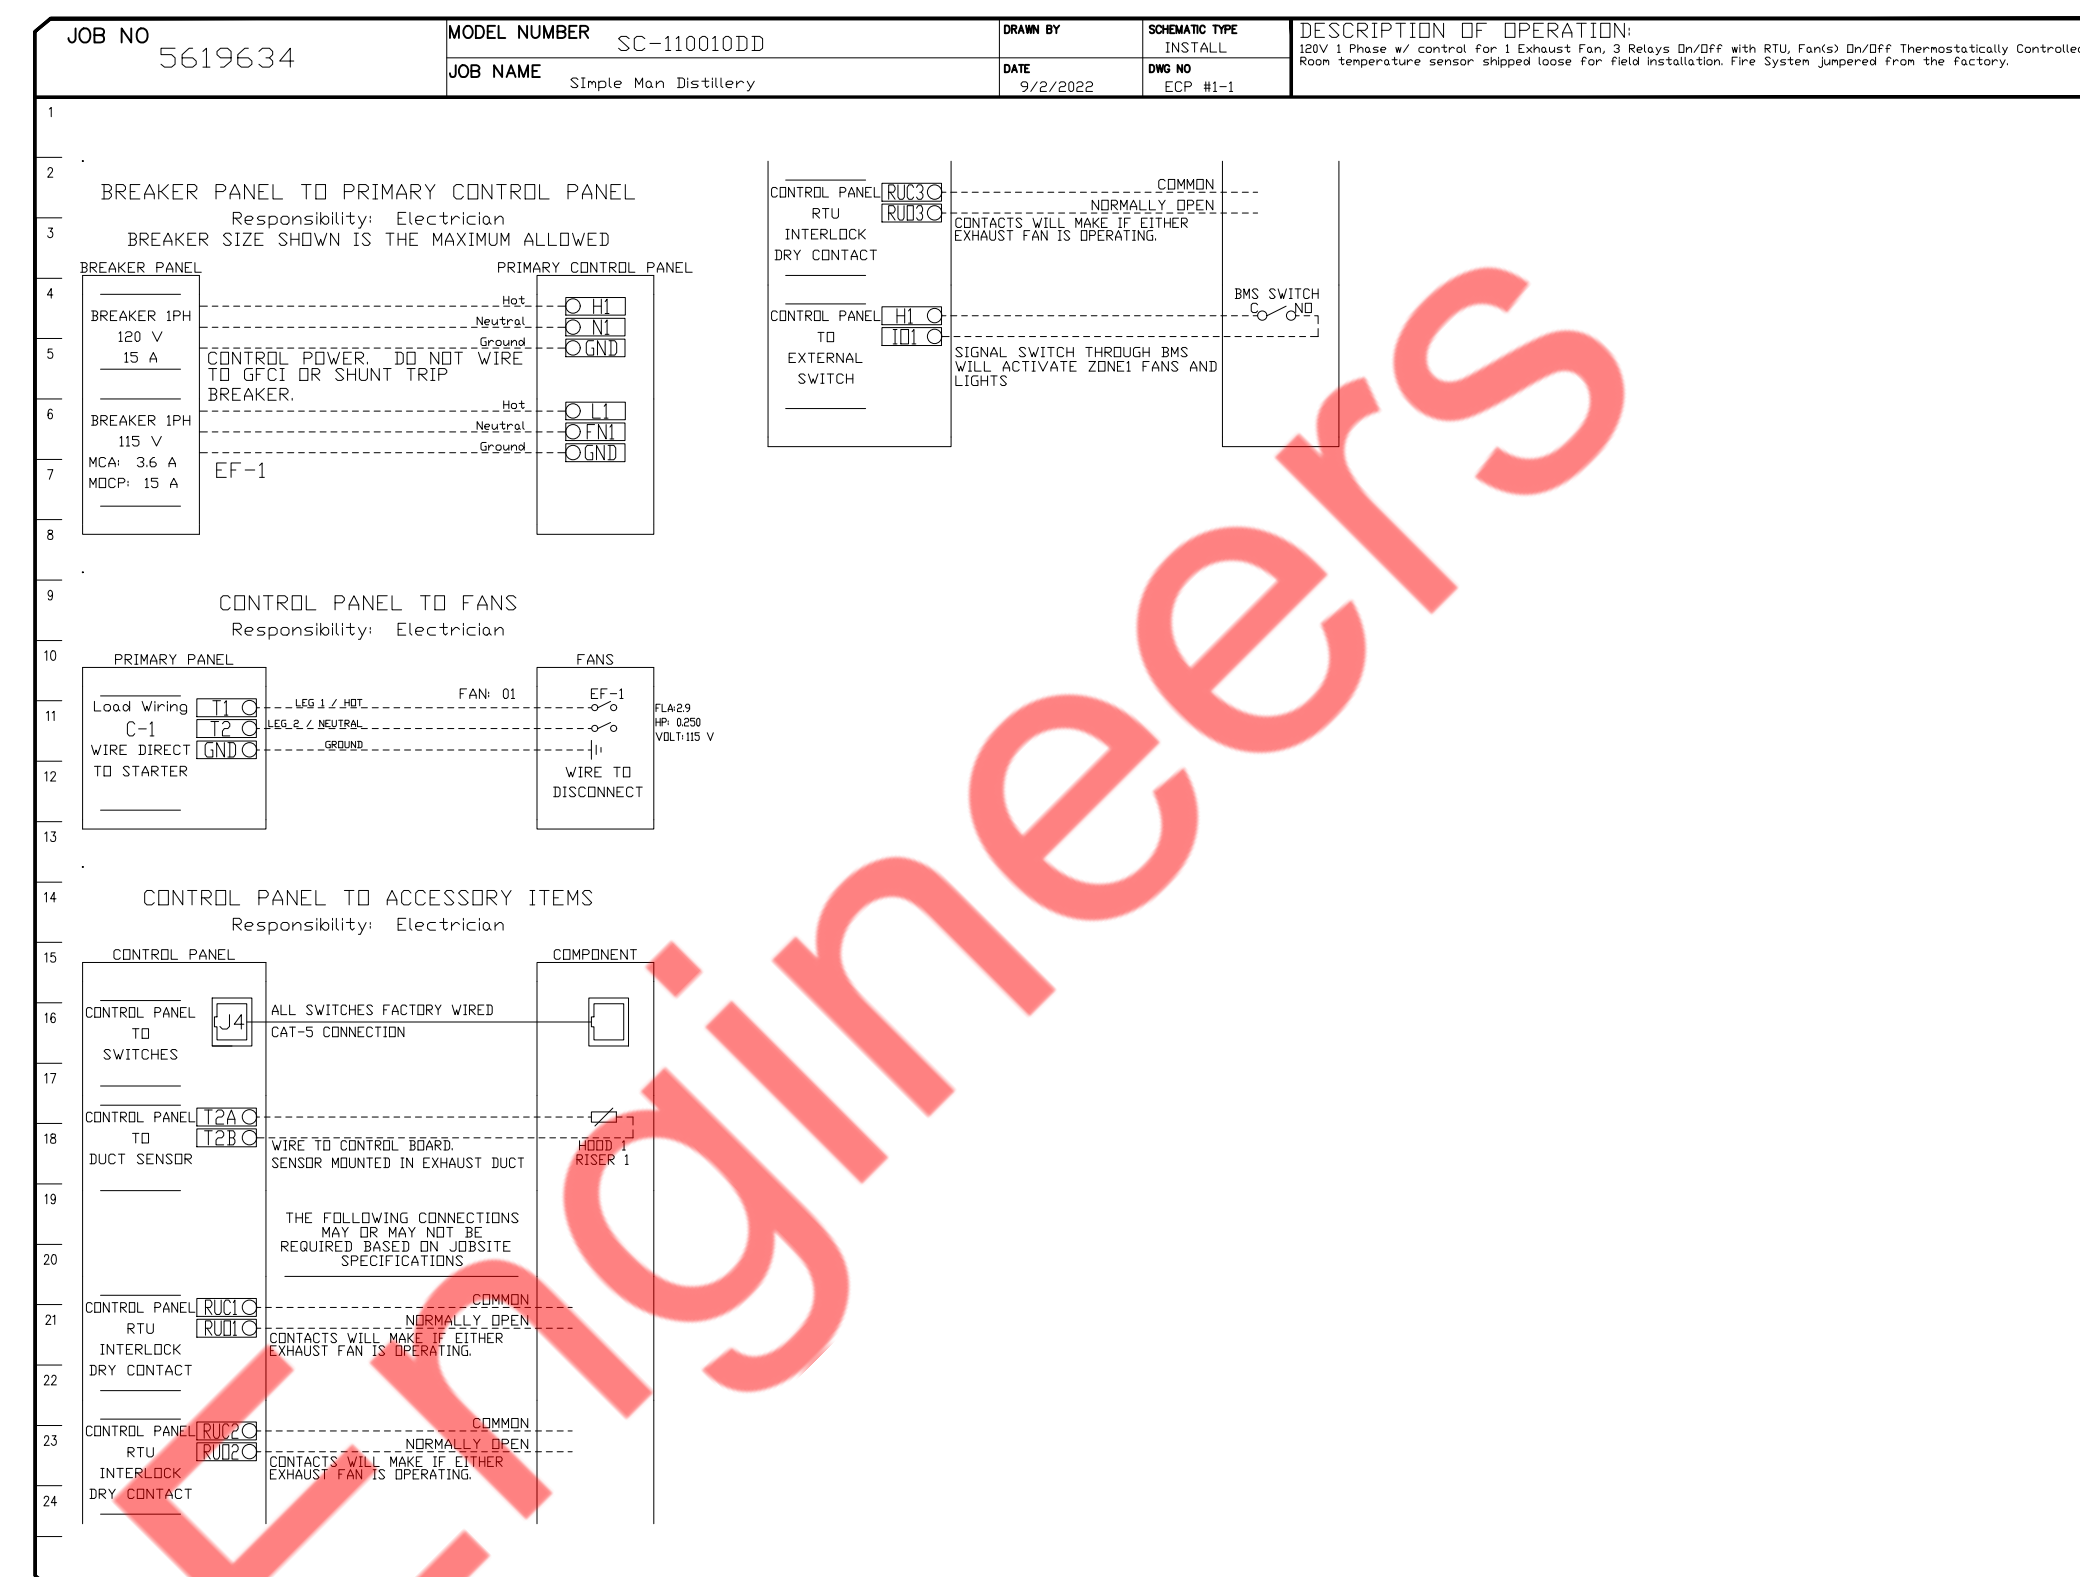 JOB NO
5619634
MODEL NUMBER
SC-110010DD
JOB NAME
SImple Man Distillery
DRAWN BY
DATE
9/2/2022
SCHEMATIC TYPE
INSTALL
DWG NO
ECP #1-1
DESCRIPTION OF OPERATION:
120V 1 Phase w/ control for 1 Exhaust Fan, 3 Relays On/Off with RTU, Fan(s) On/Off Thermostatically Controlled
Room temperature sensor shipped loose for field installation. Fire System jumpered from the factory.
1
2
3
4
5
6
7
8
9
10
11
12
13
14
15
16
17
18
19
20
21
22
23
24
BREAKER PANEL TO PRIMARY CONTROL PANEL
Responsibility: Electrician
BREAKER SIZE SHOWN IS THE MAXIMUM ALLOWED
BREAKER PANEL
PRIMARY CONTROL PANEL
BREAKER 1PH
120 V
15 A
Hot
H1
Neutral
N1
Ground
GND
CONTROL POWER. DO NOT WIRE
TO GFCI OR SHUNT TRIP
BREAKER.
BREAKER 1PH
115 V
MCA: 3.6 A
MOCP: 15 A
Hot
L1
Neutral
FN1
Ground
GND
EF-1
CONTROL PANEL TO FANS
Responsibility: Electrician
PRIMARY PANEL
FANS
Load Wiring
C-1
WIRE DIRECT
TO STARTER
T1
T2
GND
LEG 1 / HOT
LEG 2 / NEUTRAL
GROUND
FAN: 01
EF-1
WIRE TO
DISCONNECT
FLA:2.9
HP: 0.250
VOLT:115 V
CONTROL PANEL TO ACCESSORY ITEMS
Responsibility: Electrician
CONTROL PANEL
COMPONENT
CONTROL PANEL
TO
SWITCHES
J4
ALL SWITCHES FACTORY WIRED
CAT-5 CONNECTION
CONTROL PANEL
TO
DUCT SENSOR
T2A
T2B
WIRE TO CONTROL BOARD.
SENSOR MOUNTED IN EXHAUST DUCT
HOOD 1
RISER 1
THE FOLLOWING CONNECTIONS
MAY OR MAY NOT BE
REQUIRED BASED ON JOBSITE
SPECIFICATIONS
CONTROL PANEL
RTU
INTERLOCK
DRY CONTACT
RUC1
RUO1
COMMON
NORMALLY OPEN
CONTACTS WILL MAKE IF EITHER
EXHAUST FAN IS OPERATING.
CONTROL PANEL
RTU
INTERLOCK
DRY CONTACT
RUC2
RUO2
COMMON
NORMALLY OPEN
CONTACTS WILL MAKE IF EITHER
EXHAUST FAN IS OPERATING.
CONTROL PANEL
RTU
INTERLOCK
DRY CONTACT
RUC3
RUO3
COMMON
NORMALLY OPEN
CONTACTS WILL MAKE IF EITHER
EXHAUST FAN IS OPERATING.
CONTROL PANEL
TO
EXTERNAL
SWITCH
H1
IO1
BMS SWITCH
C
NO
SIGNAL SWITCH THROUGH BMS
WILL ACTIVATE ZONE1 FANS AND
LIGHTS
Engineers